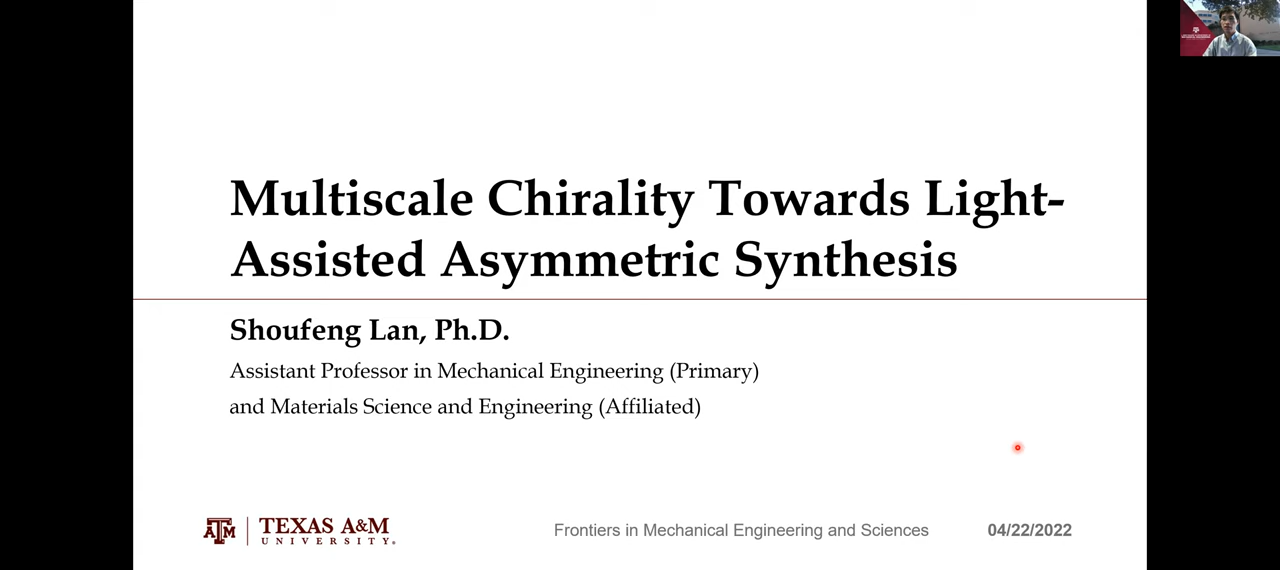 Multiscale Chirality Towards Light-
Assisted Asymmetric Synthesis
Shoufeng Lan, Ph.D.
Assistant Professor in Mechanical Engineering (Primary)
and Materials Science and Engineering (Affiliated)
ATM
TEXAS A&M
UNIVERSITY®
Frontiers in Mechanical Engineering and Sciences
04/22/2022